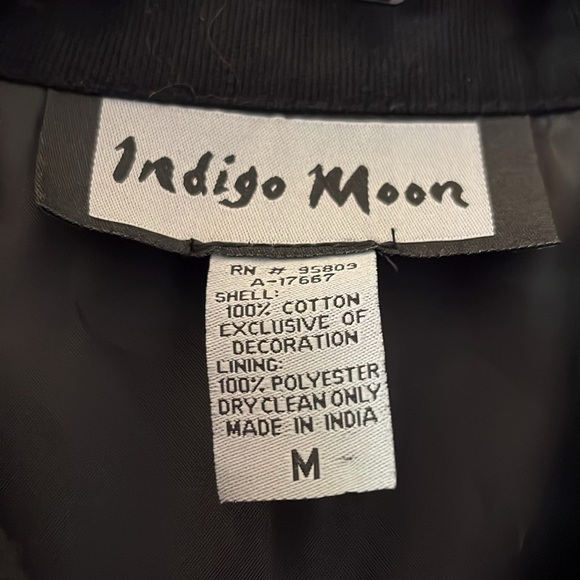 Indigo Moon
RN # 95809
A-17667
SHELL:
100% COTTON
EXCLUSIVE OF
DECORATION
LINING:
100% POLYESTER
DRY CLEAN ONLY
MADE IN INDIA
M